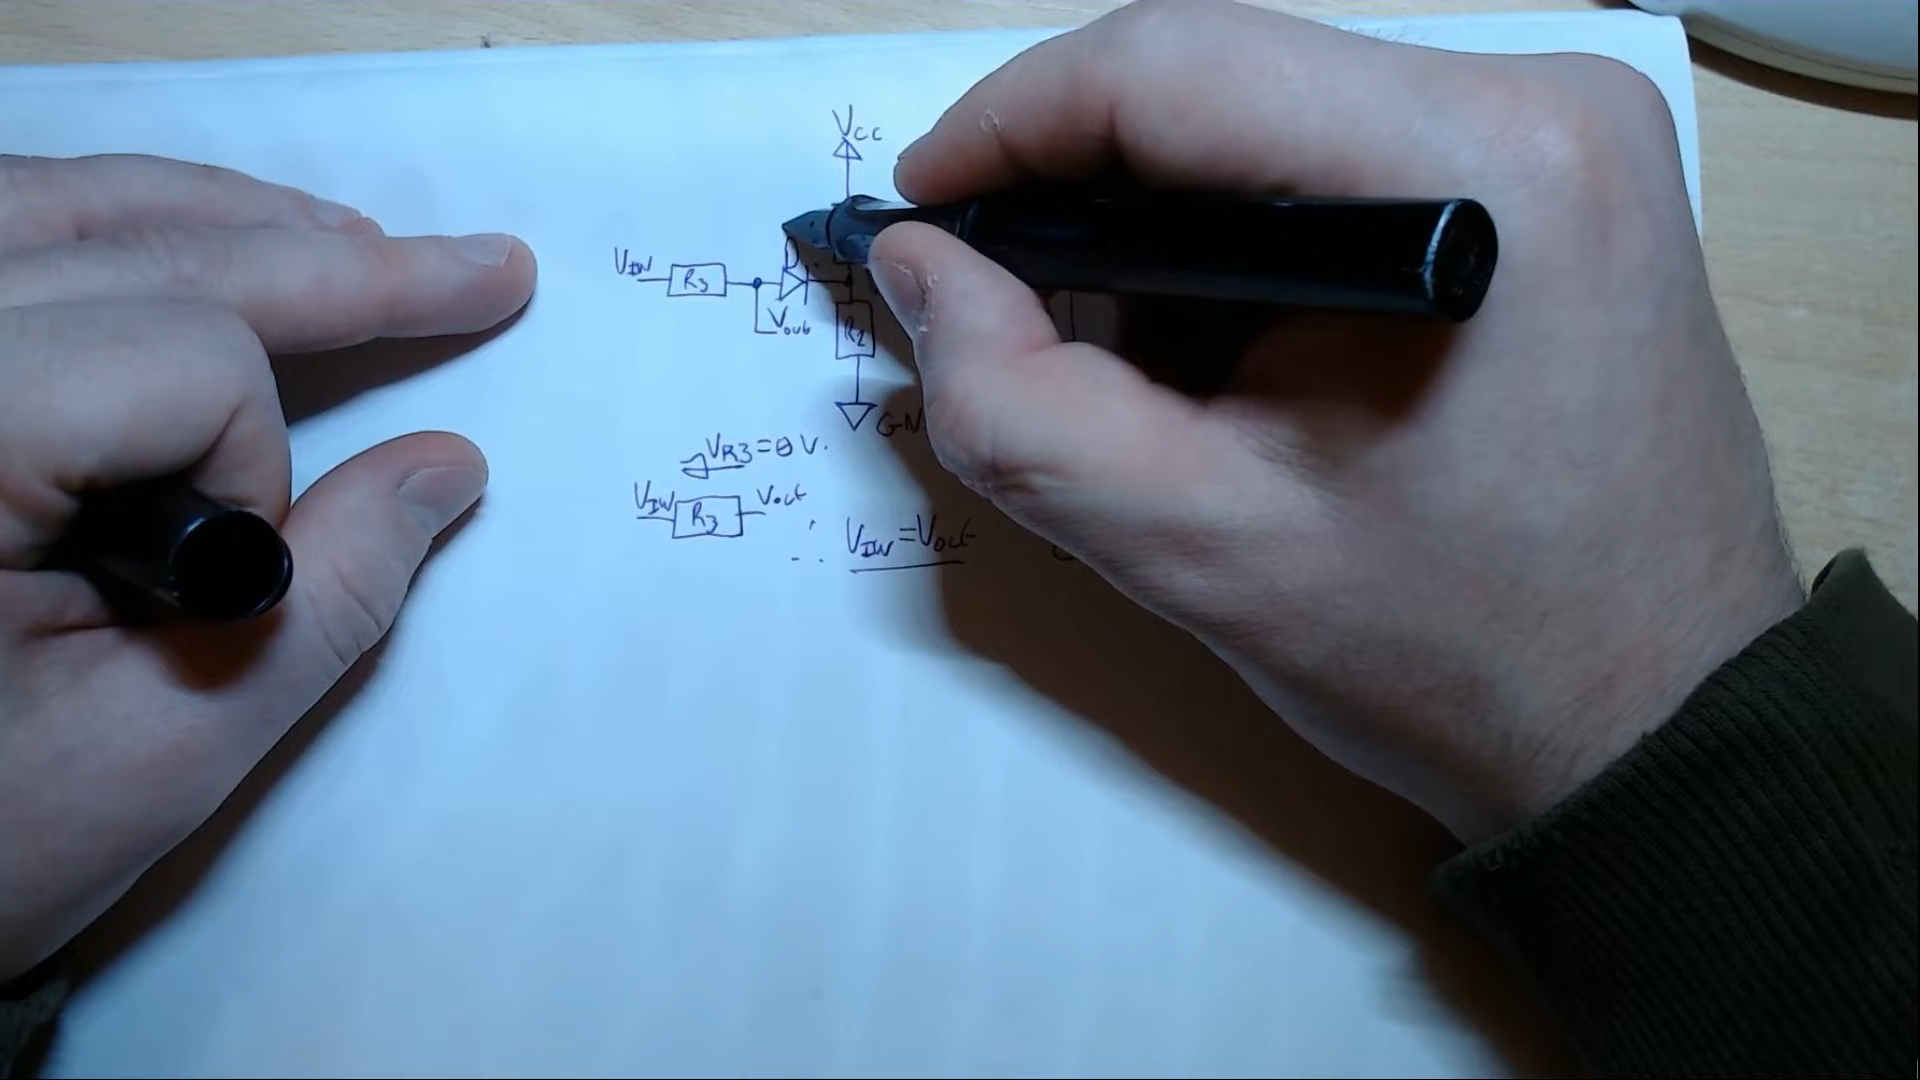 VCC
VIN R3 D
Vout
R2
GN
VR3=0V.
VIN R3 Vout
∴ VIN=Vout